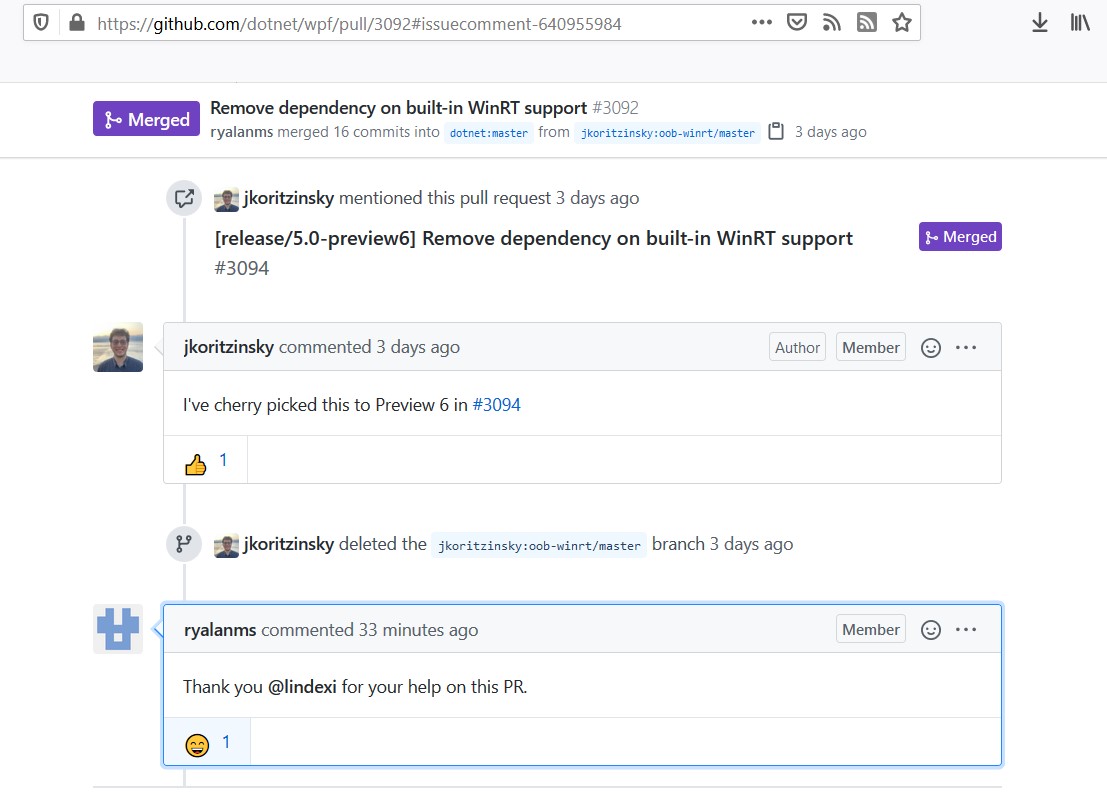 https://github.com/dotnet/wpf/pull/3092#issuecomment-640955984
Merged
Remove dependency on built-in WinRT support #3092
ryalanms merged 16 commits into dotnet:master from jkoritzinsky:oob-winrt/master 3 days ago
jkoritzinsky mentioned this pull request 3 days ago
[release/5.0-preview6] Remove dependency on built-in WinRT support
#3094
Merged
jkoritzinsky commented 3 days ago
Author
Member
I've cherry picked this to Preview 6 in #3094
1
jkoritzinsky deleted the jkoritzinsky:oob-winrt/master branch 3 days ago
ryalanms commented 33 minutes ago
Member
Thank you @lindexi for your help on this PR.
1